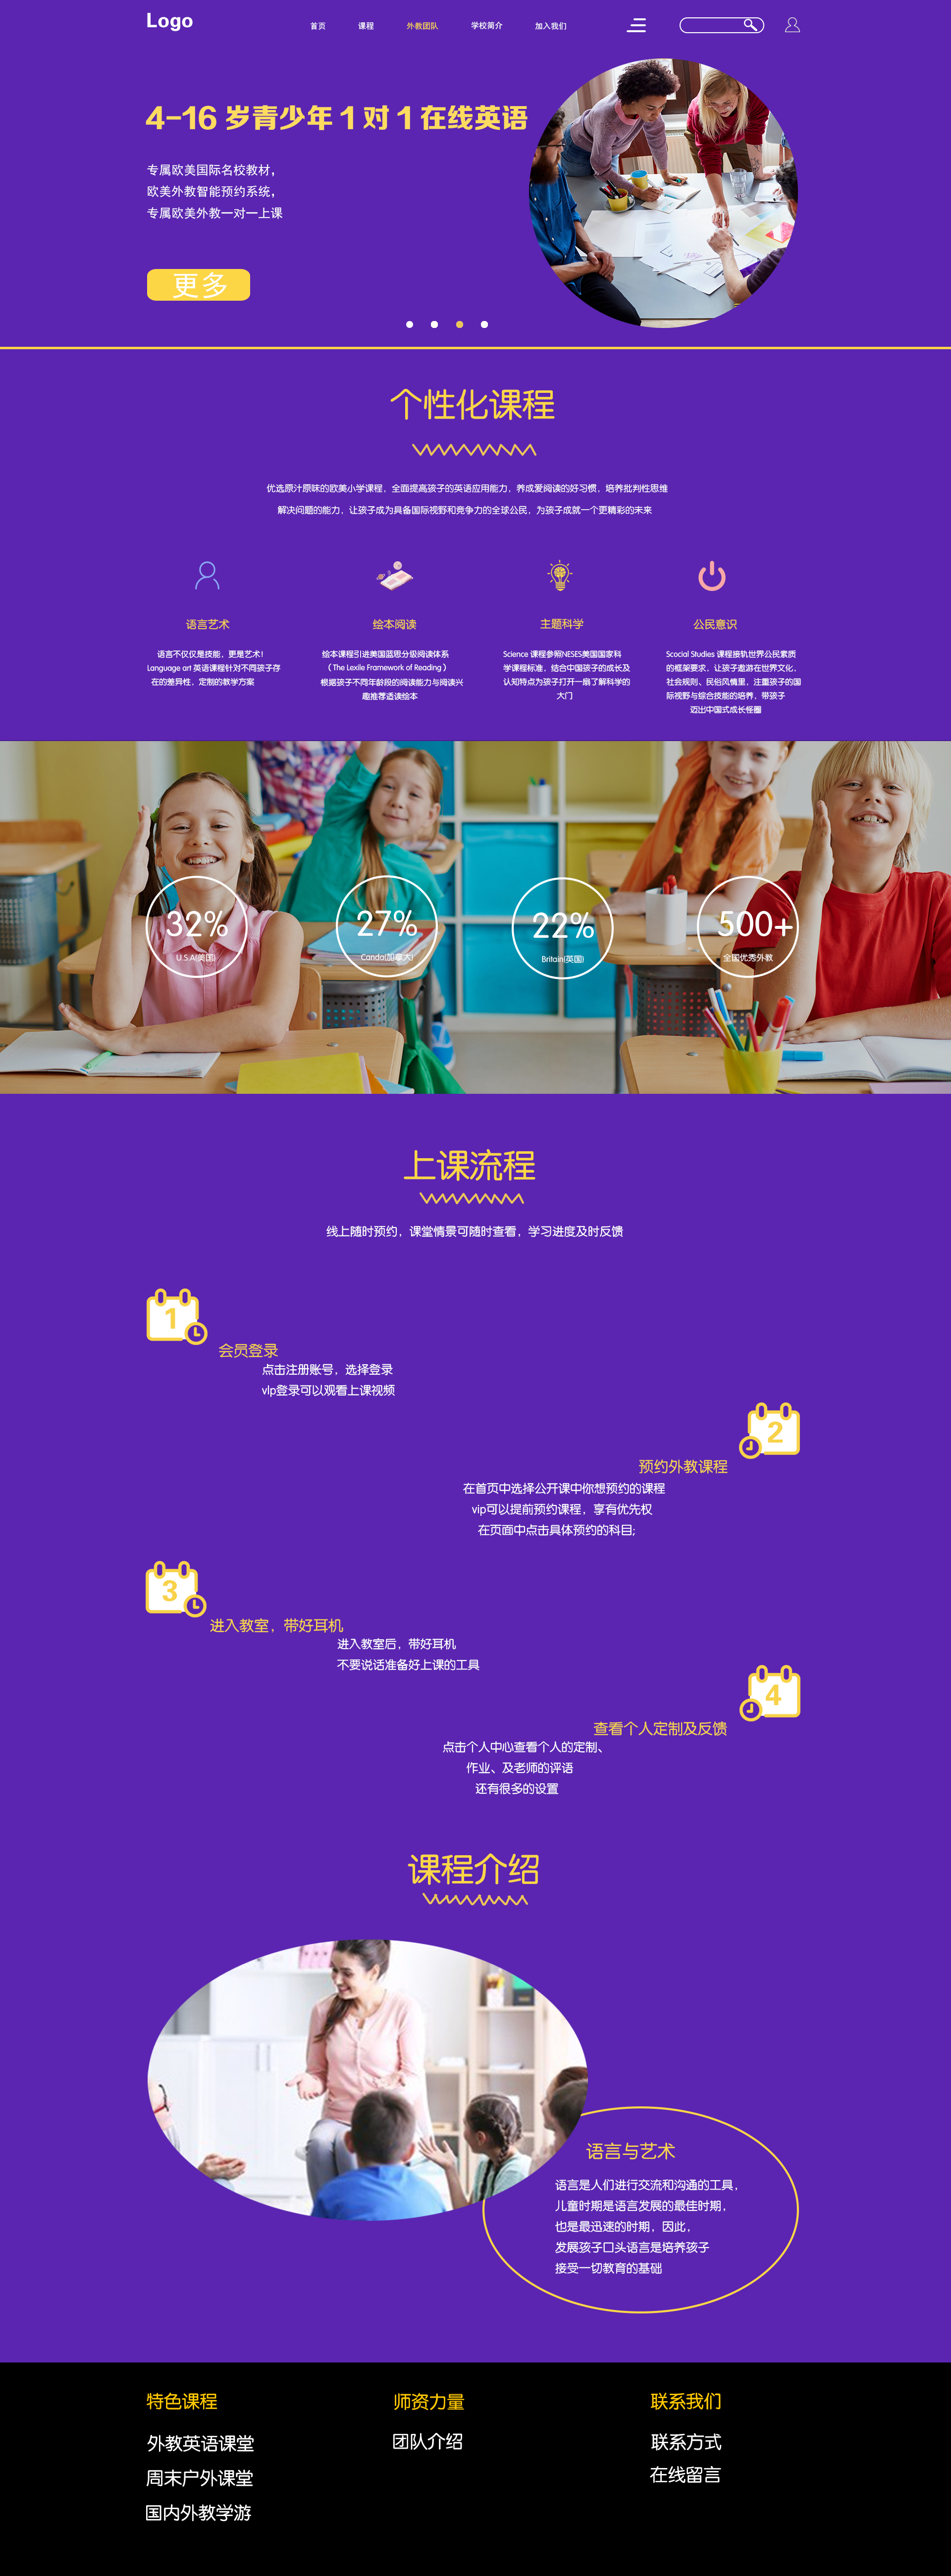 Logo
首页
课程
外教团队
学校简介
加入我们
4-16 岁青少年 1 对 1 在线英语
专属欧美国际名校教材,
欧美外教智能预约系统,
专属欧美外教一对一上课
更多
个性化课程
优选原汁原味的欧美小学课程，全面提高孩子的英语应用能力，养成爱阅读的好习惯，培养批判性思维
解决问题的能力，让孩子成为具备国际视野和竞争力的全球公民，为孩子成就一个更精彩的未来
语言艺术
语言不仅仅是技能，更是艺术！
Language art 英语课程针对不同孩子存
在的差异性，定制的教学方案
绘本阅读
绘本课程引进美国蓝思分级阅读体系
（The Lexile Framework of Reading）
根据孩子不同年龄段的阅读能力与阅读兴
趣推荐适读绘本
主题科学
Science 课程参照NESES美国国家科
学课程标准，结合中国孩子的成长及
认知特点为孩子打开一扇了解科学的
大门
公民意识
Scocial Studies 课程接轨世界公民素质
的框架要求，让孩子遨游在世界文化，
社会规则、民俗风情里，注重孩子的国
际视野与综合技能的培养，带孩子
迈出中国式成长怪圈
32%
U.S.A(英国)
27%
Canda(加拿大)
22%
Britain(英国)
500+
全国优秀外教
上课流程
线上随时预约，课堂情景可随时查看，学习进度及时反馈
1
会员登录
点击注册账号，选择登录
vip登录可以观看上课视频
2
预约外教课程
在首页中选择公开课中你想预约的课程
vip可以提前预约课程，享有优先权
在页面中点击具体预约的科目;
3
进入教室，带好耳机
进入教室后，带好耳机
不要说话准备好上课的工具
4
查看个人定制及反馈
点击个人中心查看个人的定制、
作业、及老师的评语
还有很多的设置
课程介绍
语言与艺术
语言是人们进行交流和沟通的工具，
儿童时期是语言发展的最佳时期，
也是最迅速的时期，因此，
发展孩子口头语言是培养孩子
接受一切教育的基础
特色课程
外教英语课堂
周末户外课堂
国内外教学游
师资力量
团队介绍
联系我们
联系方式
在线留言